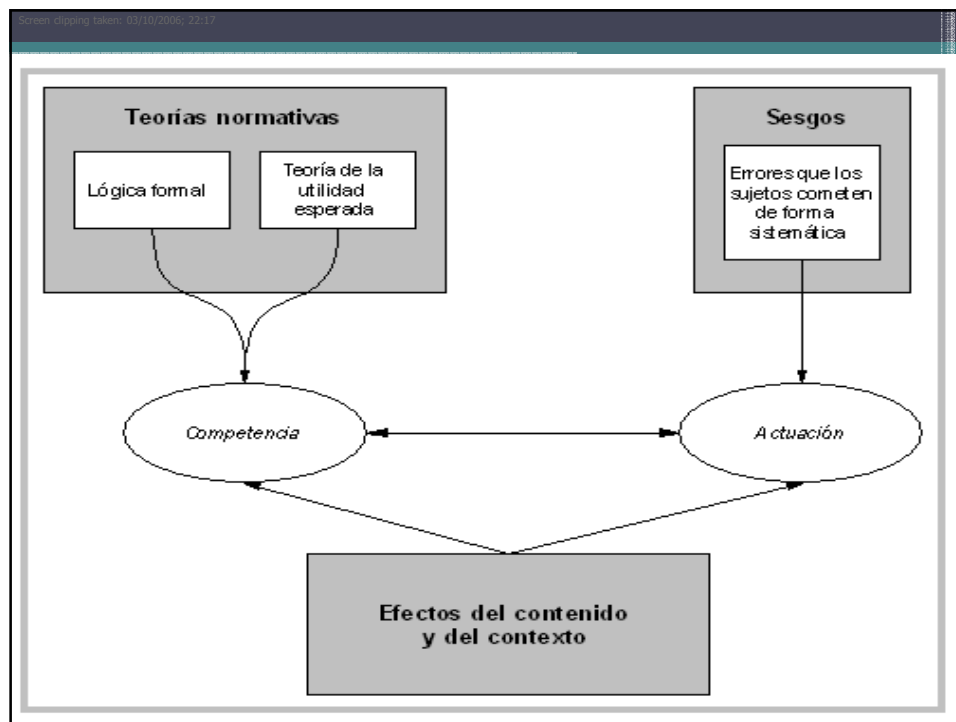 Screen clipping taken: 03/10/2006; 22:17
Teorías normativas
Lógica formal
Teoría de la
utilidad
esperada
Sesgos
Errores que los
sujetos cometen
de forma
sistemática
Competencia
Actuación
Efectos del contenido
y del contexto